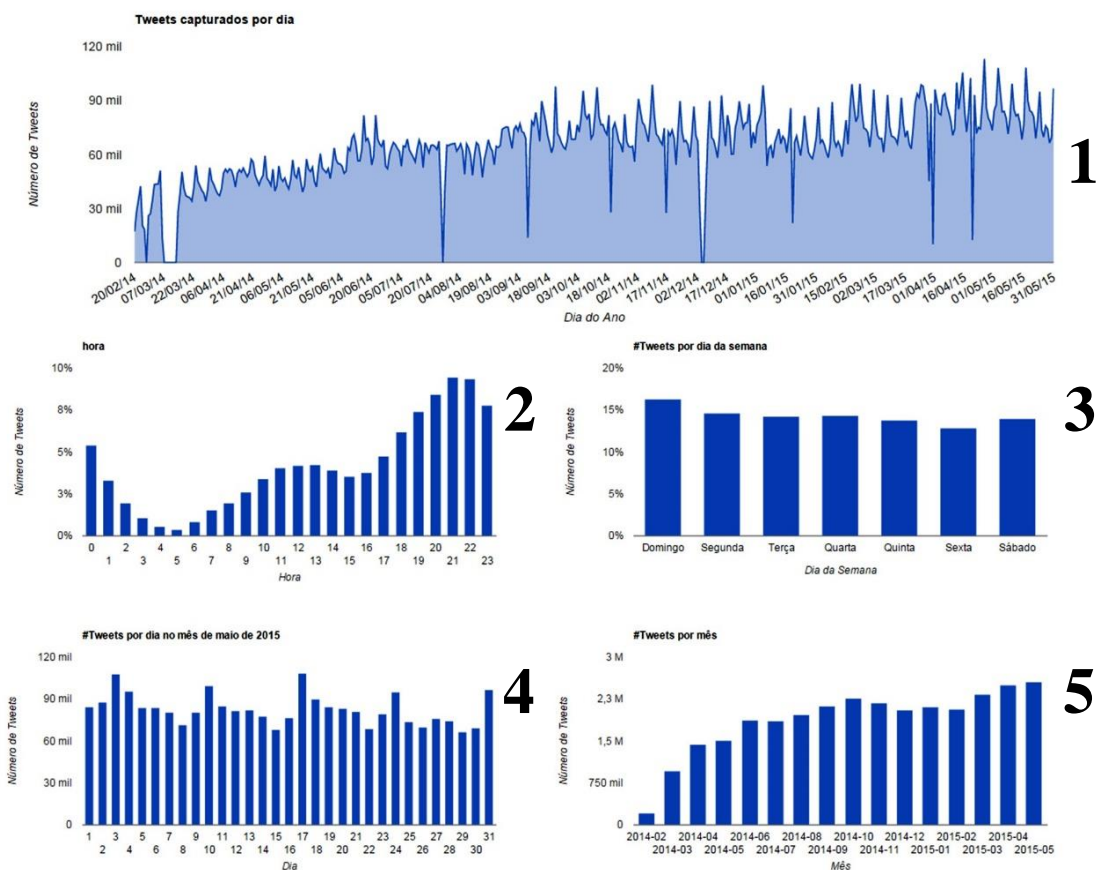 Tweets capturados por dia
120 mil
90 mil
60 mil
30 mil
0
Número de Tweets
20/02/14 07/03/14 22/03/14 06/04/14 21/04/14 06/05/14 21/05/14 05/06/14 20/06/14 05/07/14 20/07/14 04/08/14 19/08/14 03/09/14 18/09/14 03/10/14 18/10/14 02/11/14 17/11/14 02/12/14 17/12/14 01/01/15 16/01/15 31/01/15 15/02/15 02/03/15 17/03/15 01/04/15 16/04/15 01/05/15 16/05/15 31/05/15
Dia do Ano
1
hora
10%
8%
5%
3%
0%
Número de Tweets
0 2 4 6 8 10 12 14 16 18 20 22
1 3 5 7 9 11 13 15 17 19 21 23
Hora
2
#Tweets por dia da semana
20%
15%
10%
5%
0%
Número de Tweets
Domingo Segunda Terça Quarta Quinta Sexta Sábado
Dia da Semana
3
#Tweets por dia no mês de maio de 2015
120 mil
90 mil
60 mil
30 mil
0
Número de Tweets
1 3 5 7 9 11 13 15 17 19 21 23 25 27 29 31
2 4 6 8 10 12 14 16 18 20 22 24 26 28 30
Dia
4
#Tweets por mês
3 M
2,3 M
1,5 M
750 mil
0
Número de Tweets
2014-02 2014-04 2014-06 2014-08 2014-10 2014-12 2015-02 2015-04
2014-03 2014-05 2014-07 2014-09 2014-11 2015-01 2015-03 2015-05
Mês
5